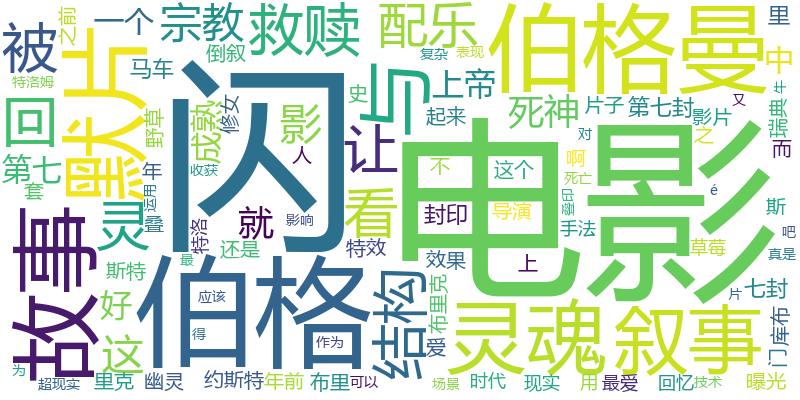 被 之前 一个 宗教 救赎 配乐 伯格曼 里
特洛姆 马车 倒叙 复杂 表现 中
回 默片 野草 成熟 修女 闪 史 与 上帝 死神 片子 第七封 影片 又 瑞典
第七 影 起来 对 之 而
套 年 收获 人 让 不 这个 啊 死亡 电影
灵 叠 运用 就 看 封印 导演 手法 é 斯
故事 特洛 影响 还是 特效 上 草莓 吧
斯特 伯格 最 结构 效果 真是
好 应该 布里克 灵魂 叙事 片 七封
这 得 作为 爱 门库布
为 超现实 里克 幽灵 约斯特 年前 布里 可以 场景 时代 现实 用 最爱 回忆 技术 曝光